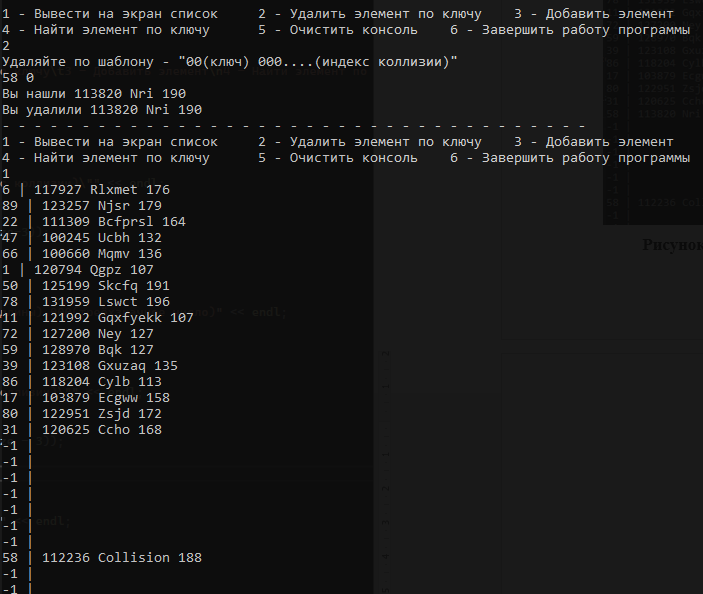 1 - Вывести на экран список 2 - Удалить элемент по ключу 3 - Добавить элемент
4 - Найти элемент по ключу 5 - Очистить консоль 6 - Завершить работу программы
2
Удаляйте по шаблону - "00(ключ) 000....(индекс коллизии)"
58 0
Вы нашли 113820 Nri 190
Вы удалили 113820 Nri 190
- - - - - - - - - - - - - - - - - - - - - - - - - - - - - - - - - - - - -
1 - Вывести на экран список 2 - Удалить элемент по ключу 3 - Добавить элемент
4 - Найти элемент по ключу 5 - Очистить консоль 6 - Завершить работу программы
1
6 | 117927 Rlxmet 176
89 | 123257 Njsr 179
22 | 111309 Bcfprsl 164
47 | 100245 Ucbh 132
66 | 100660 Mqmv 136
1 | 120794 Qgpz 107
50 | 125199 Skcfq 191
78 | 131959 Lswct 196
11 | 121992 Gqxfyekk 107
72 | 127200 Ney 127
59 | 128970 Bqk 127
39 | 123108 Gxuzaq 135
86 | 118204 Cylb 113
17 | 103879 Ecgww 158
80 | 122951 Zsjd 172
31 | 120625 Ccho 168
-1 |
-1 |
-1 |
-1 |
-1 |
-1 |
-1 |
58 | 112236 Collision 188
-1 |
-1 |
Рисунок